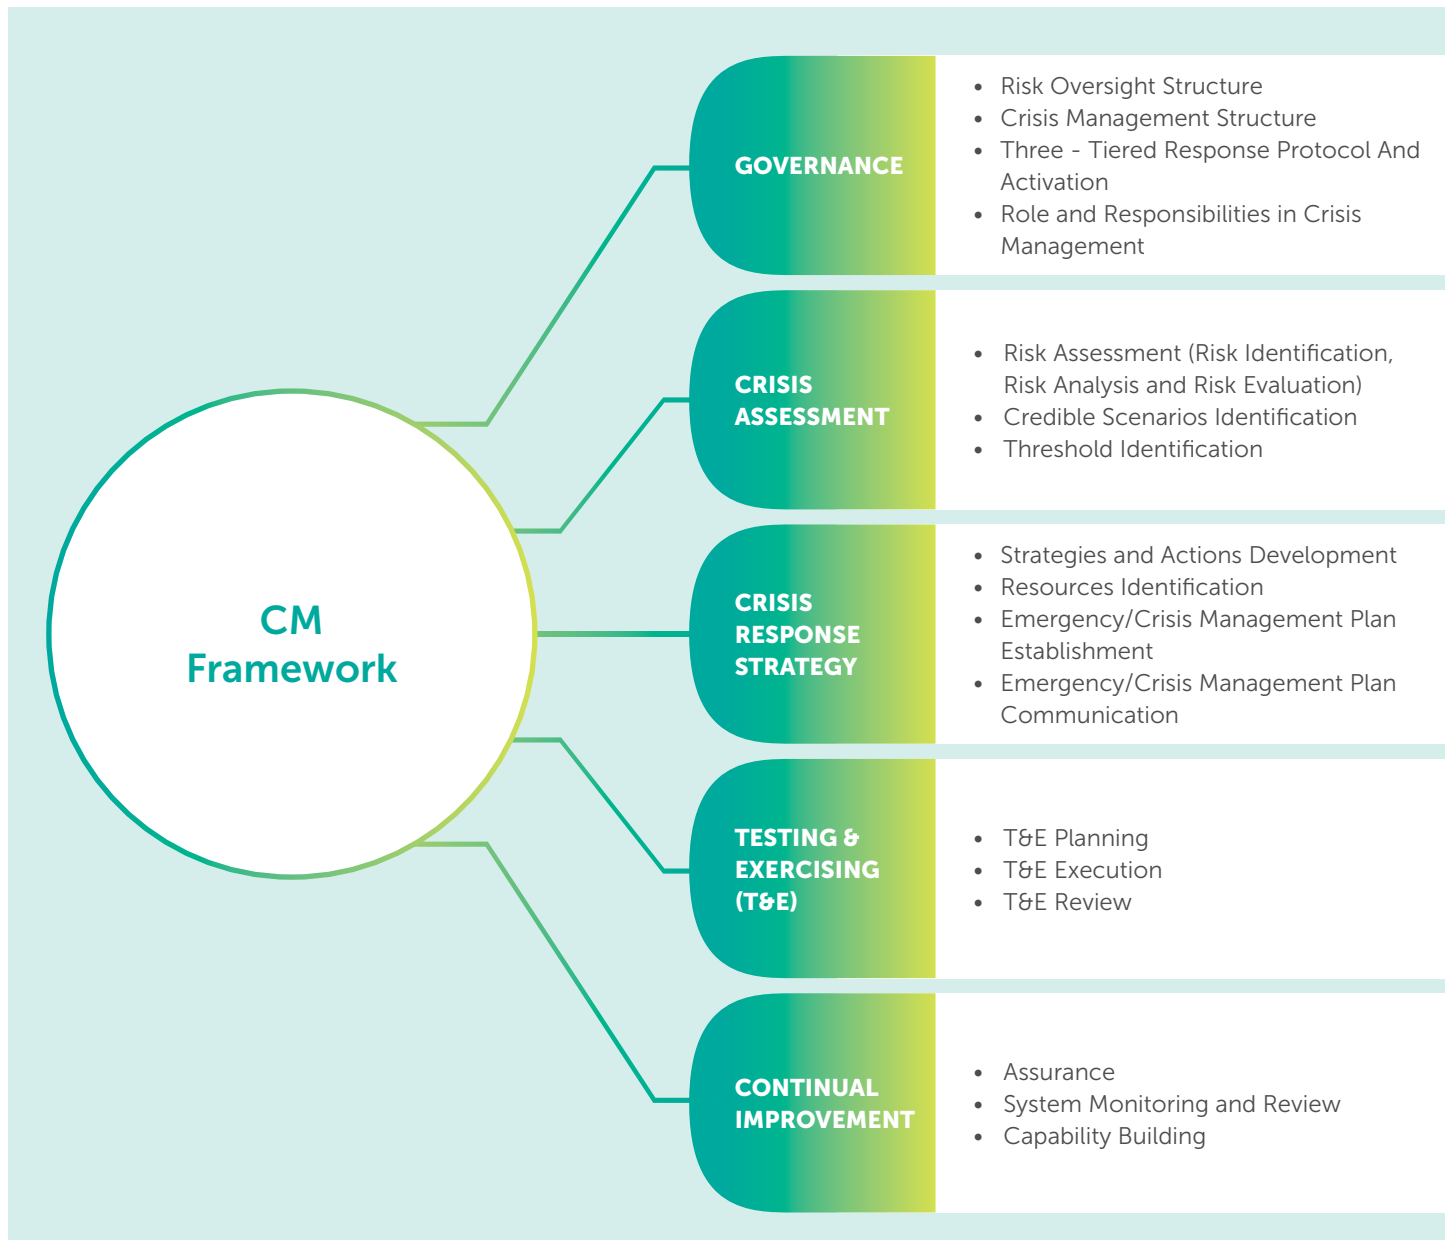 CM
Framework
GOVERNANCE
• Risk Oversight Structure
• Crisis Management Structure
• Three - Tiered Response Protocol And
Activation
• Role and Responsibilities in Crisis
Management
CRISIS
ASSESSMENT
• Risk Assessment (Risk Identification,
Risk Analysis and Risk Evaluation)
• Credible Scenarios Identification
• Threshold Identification
CRISIS
RESPONSE
STRATEGY
• Strategies and Actions Development
• Resources Identification
• Emergency/Crisis Management Plan
Establishment
• Emergency/Crisis Management Plan
Communication
TESTING &
EXERCISING
(T&E)
• T&E Planning
• T&E Execution
• T&E Review
CONTINUAL
IMPROVEMENT
• Assurance
• System Monitoring and Review
• Capability Building